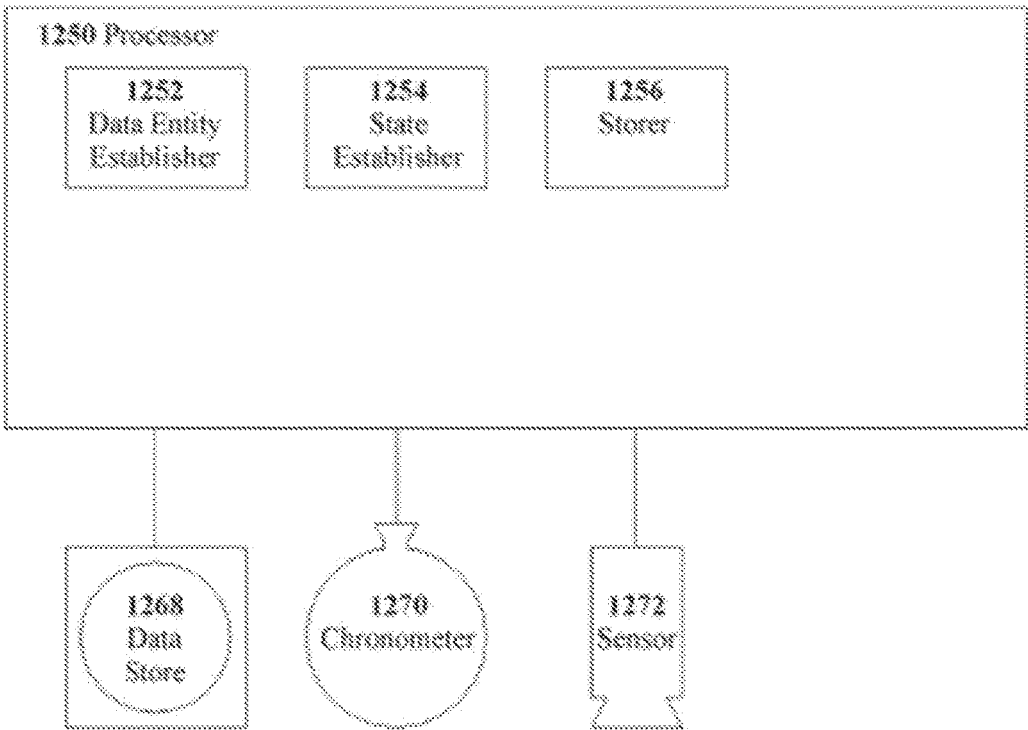 1250 Processor
1252
Data Entity
Establisher
1254
State
Establisher
1256
Storer
1268
Data
Store
1270
Chronometer
1272
Sensor